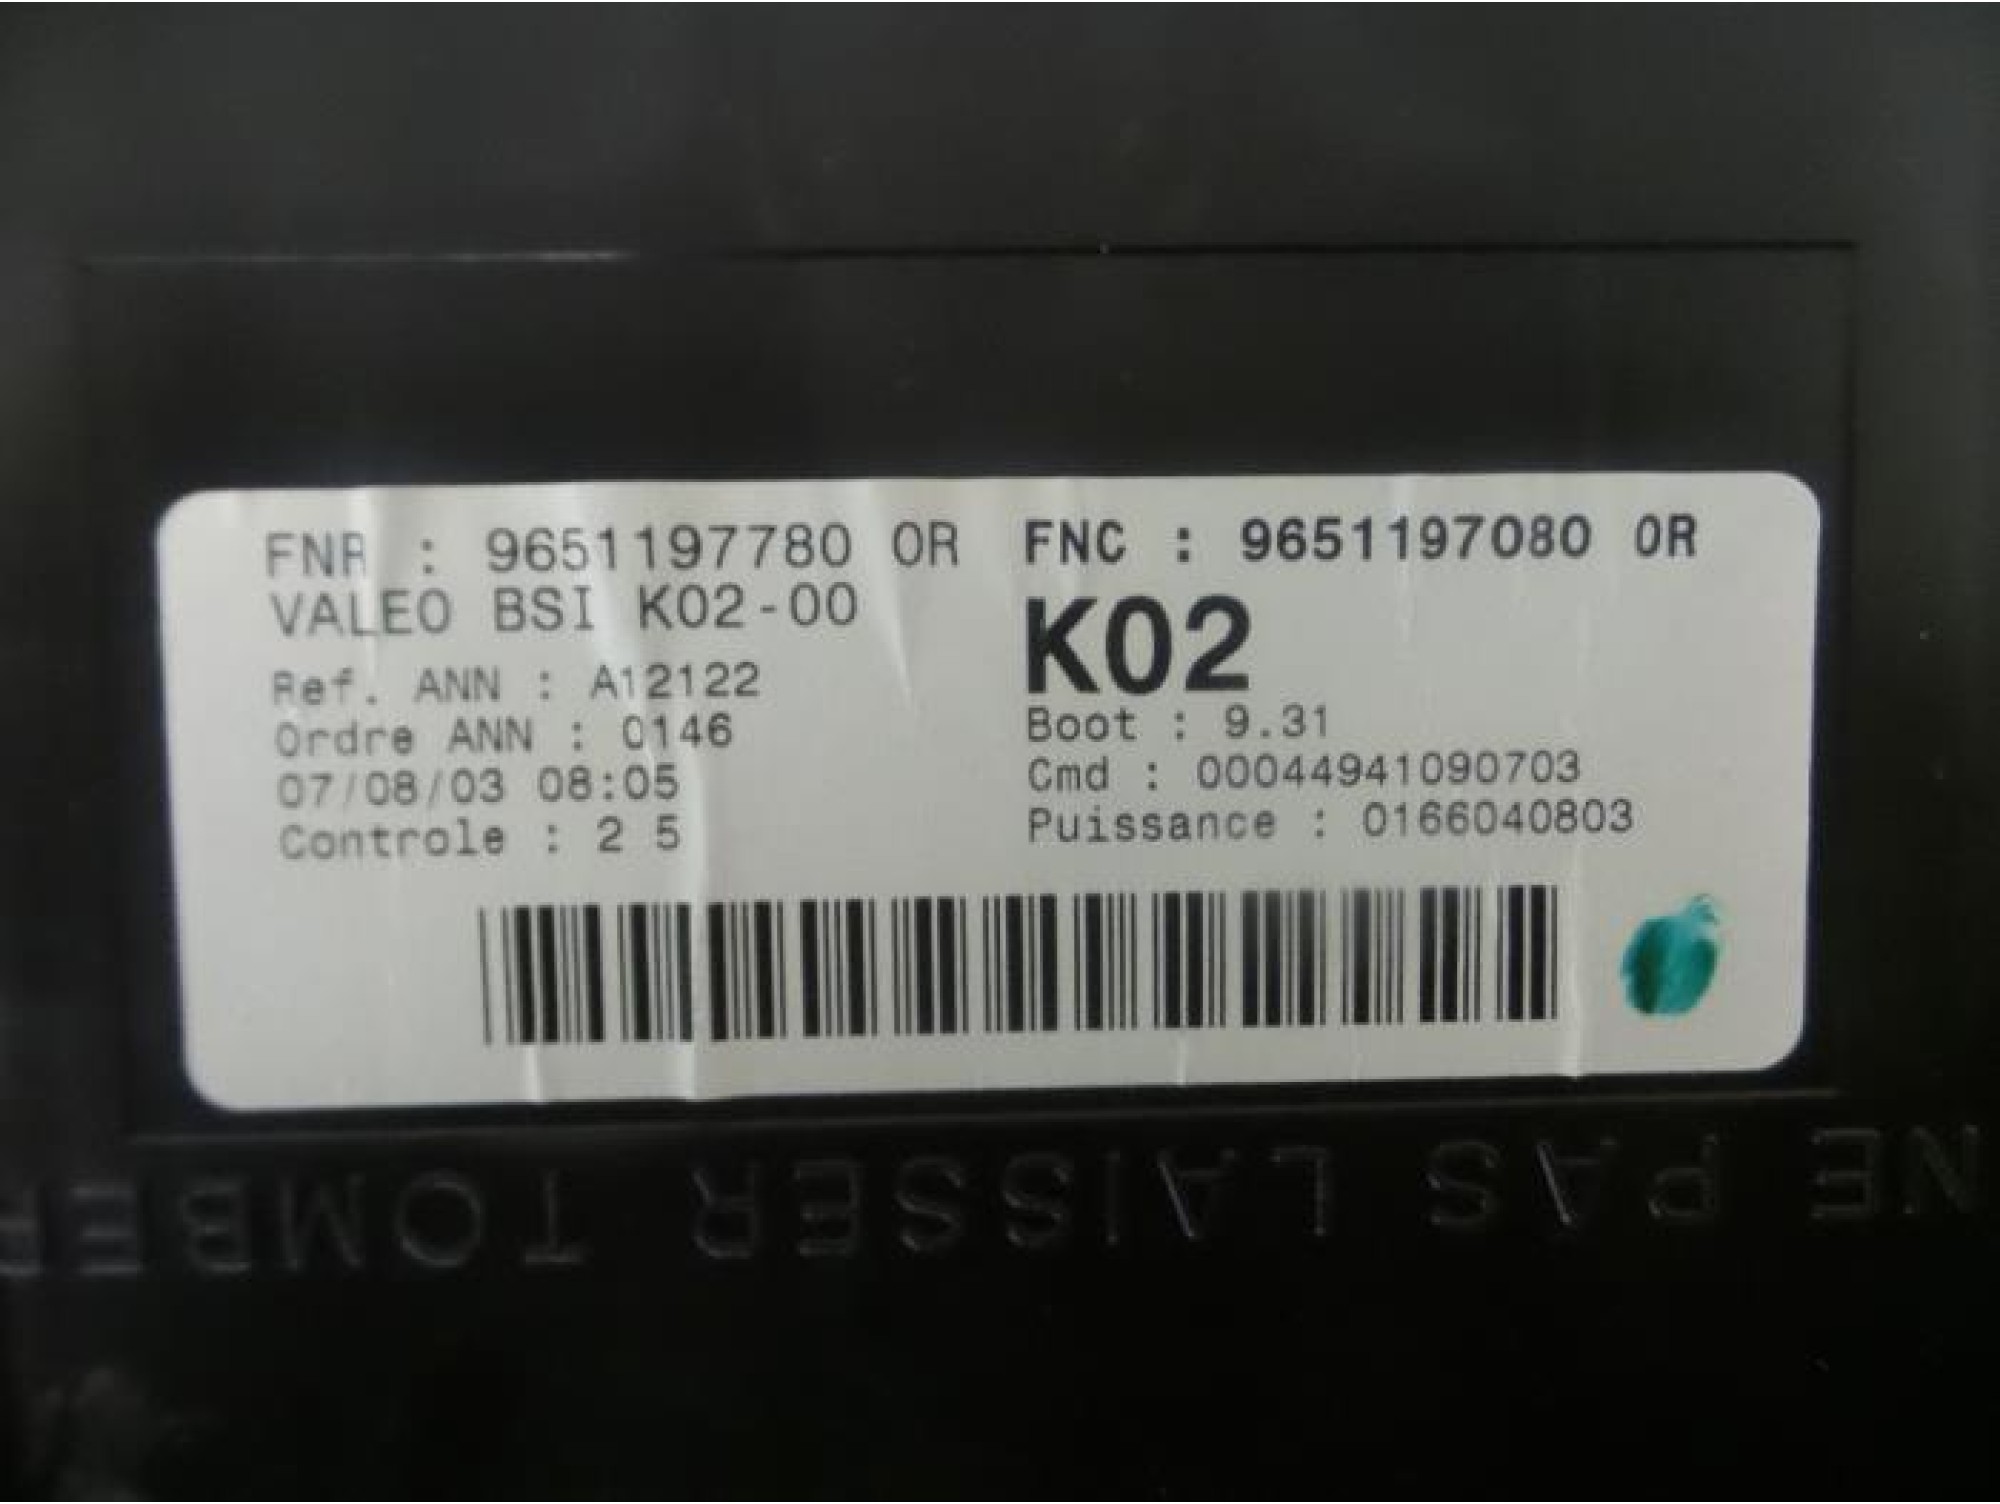 FNR : 9651197780 0R
VALEO BSI K02-00
Ref. ANN : A12122
Ordre ANN : 0146
07/08/03 08:05
Controle : 2 5
FNC : 9651197080 0R
K02
Boot : 9.31
Cmd : 00044941090703
Puissance : 0166040803
NE PAS LAISSER TOMBER